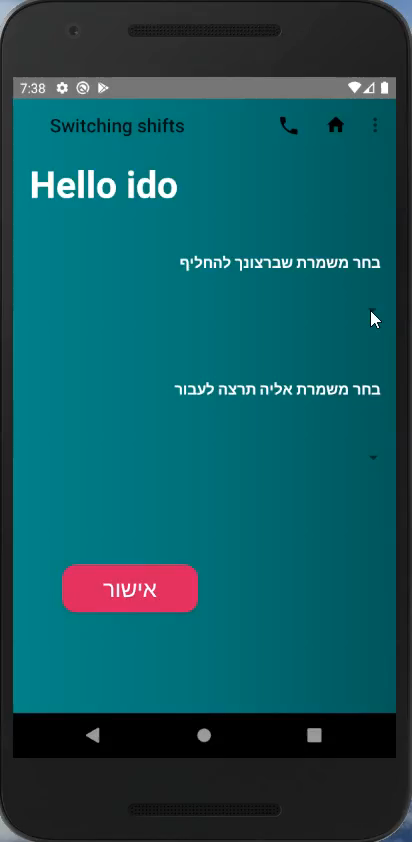 7:38
Switching shifts
Hello ido
בחר משמרת שברצונך להחליף
בחר משמרת אליה תרצה לעבור
אישור